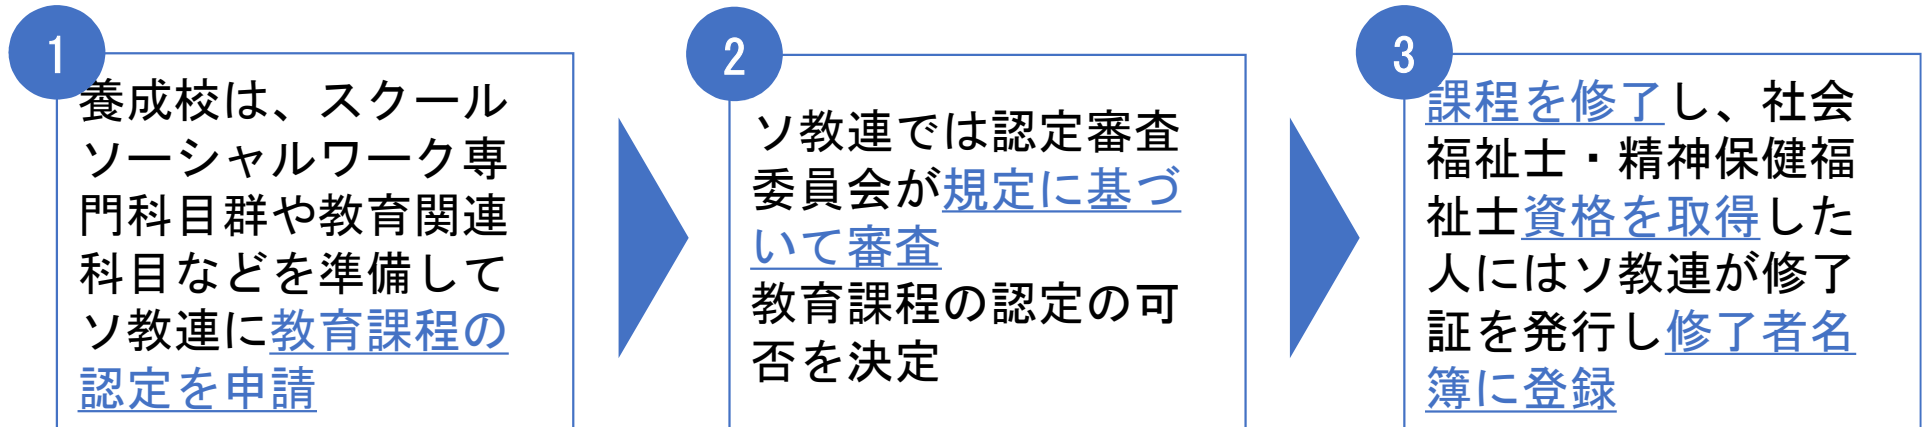 1
養成校は、スクール
ソーシャルワーク専
門科目群や教育関連
科目などを準備して
ソ教連に教育課程の
認定を申請
2
ソ教連では認定審査
委員会が規定に基づ
いて審査
教育課程の認定の可
否を決定
3
課程を修了し、社会
福祉士・精神保健福
祉士資格を取得した
人にはソ教連が修了
証を発行し修了者名
簿に登録